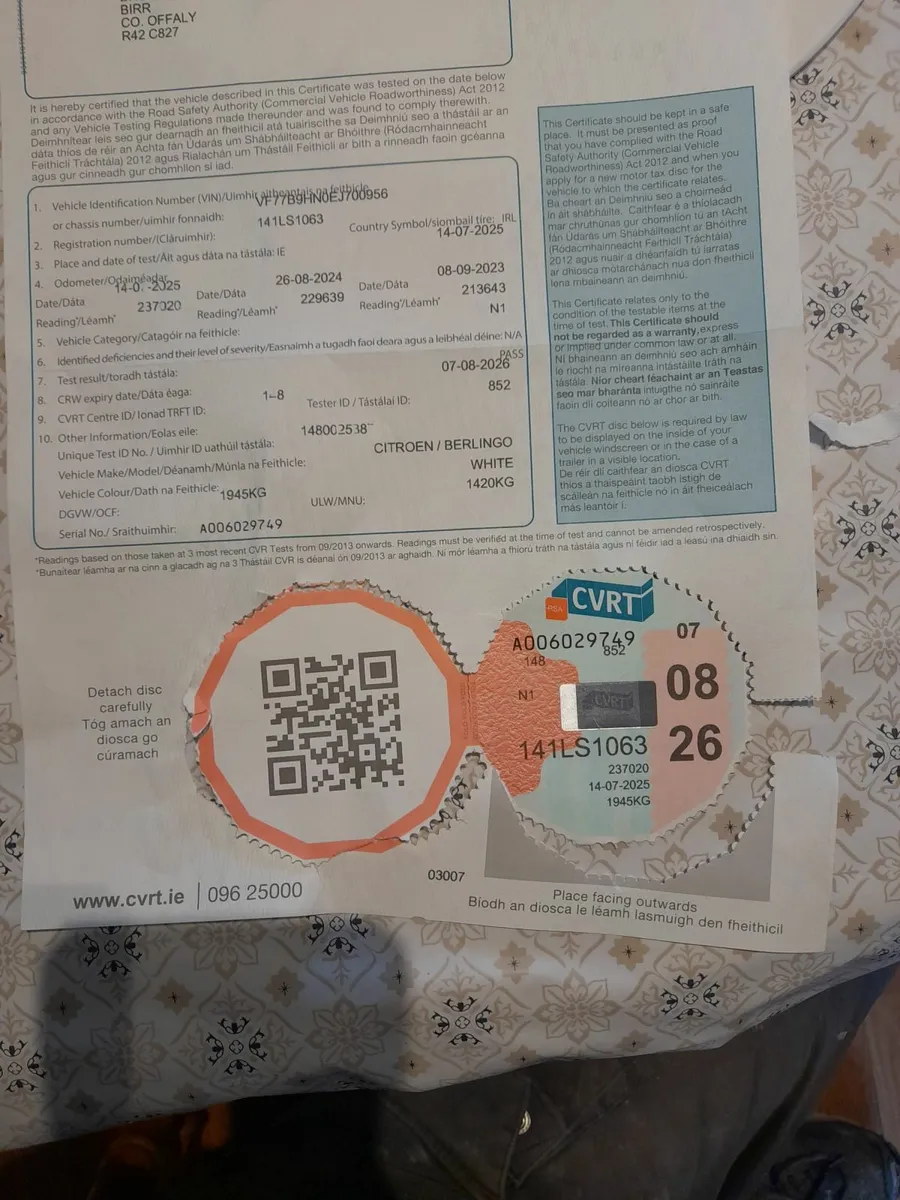 BIRR
CO. OFFALY
R42 C827
It is hereby certified that the vehicle described in this Certificate was tested on the date below
in accordance with the Road Safety Authority (Commercial Vehicle Roadworthiness) Act 2012
and any Vehicle Testing Regulations made thereunder and was found to comply therewith.
Deimhnítear leis seo gur dearnadh an fheithicil atá tuairiscithe sa Deimhniú seo a thástáil ar an
dáta thíos de réir an Achta fán Údarás um Shábháilteacht ar Bhóithre (Ródacmhainneacht
Feithiclí Tráchtála) 2012 agus Rialachán um Thástáil Feithiclí ar bith a rinneadh faoin gcéanna
agus gur cinneadh gur chomhlíon sí iad.
1. Vehicle Identification Number (VIN)/Uimhir aitheantais na feithicle
VF77B9HN0EJ700956
or chassis number/uimhir fonnaidh:
2. Registration number/(Cláruimhir): 141LS1063 Country Symbol/siombail tíre: IRL
3. Place and date of test/Áit agus dáta na tástála: IE 14-07-2025
4. Odometer/Odaiméadar
Date/Dáta 2025 Date/Dáta 26-08-2024 Date/Dáta 08-09-2023
Reading*/Léamh* 237020 Reading*/Léamh* 229639 Reading*/Léamh* 213643
5. Vehicle Category/Catagóir na feithicle: N1
6. Identified deficiencies and their level of severity/Easnaimh a tugadh faoi deara agus a leibhéal déine: N/A
7. Test result/toradh tástála: PASS
8. CRW expiry date/Dáta éaga: 07-08-2026
9. CVRT Centre ID/ Ionad TRFT ID: 148 Tester ID / Tástálaí ID: 852
10. Other Information/Eolas eile:
Unique Test ID No. / Uimhir ID uathúil tástála: 148002538
Vehicle Make/Model/Déanamh/Múnla na Feithicle: CITROEN / BERLINGO
Vehicle Colour/Dath na Feithicle: WHITE
DGVW/OCF: 1945KG ULW/MNU: 1420KG
Serial No./ Sraithuimhir: A006029749
*Readings based on those taken at 3 most recent CVR Tests from 09/2013 onwards. Readings must be verified at the time of test and cannot be amended retrospectively.
*Bunaítear léamha ar na cinn a glacadh ag na 3 Thástáil CVR is déanaí ón 09/2013 ar aghaidh. Ní mór léamha a fhíorú tráth na tástála agus ní féidir iad a leasú ina dhiaidh sin.
This Certificate should be kept in a safe
place. It must be presented as proof
that you have complied with the Road
Safety Authority (Commercial Vehicle
Roadworthiness) Act 2012 and when you
apply for a new motor tax disc for the
vehicle to which the certificate relates.
Ba cheart an Deimhniú seo a choimeád
in áit shábháilte. Caithfear é a thíolacadh
mar chruthúnas gur chomhlíon tú an tAcht
fán Údarás um Shábháilteacht ar Bhóithre
(Ródacmhainneacht Feithiclí Tráchtála)
2012 agus nuair a dhéanfaidh tú iarratas
ar dhiosca mótarchánach nua don fheithicil
lena mbaineann an deimhniú.
This Certificate relates only to the
condition of the testable items at the
time of test. This Certificate should
not be regarded as a warranty, express
or implied under common law or at all.
Ní bhaineann an deimhniú seo ach amháin
le riocht na míreanna intástáilte tráth na
tástála. Níor cheart féachaint ar an Teastas
seo mar bharánta intuigthe nó sainráite
faoin dlí coiteann nó ar chor ar bith.
The CVRT disc below is required by law
to be displayed on the inside of your
vehicle windscreen or in the case of a
trailer in a visible location.
De réir dlí caithfear an diosca CVRT
a thaispeáint taobh istigh de
scáileán na feithicle nó in áit fheiceálach
más leantóir í.
Detach disc
carefully
Tóg amach an
diosca go
cúramach
RSA CVRT
A006029749
852
148
N1
CVRT
141LS1063
237020
14-07-2025
1945KG
07
08
26
03007
www.cvrt.ie | 096 25000
Place facing outwards
Bíodh an diosca le léamh lasmuigh den fheithicil